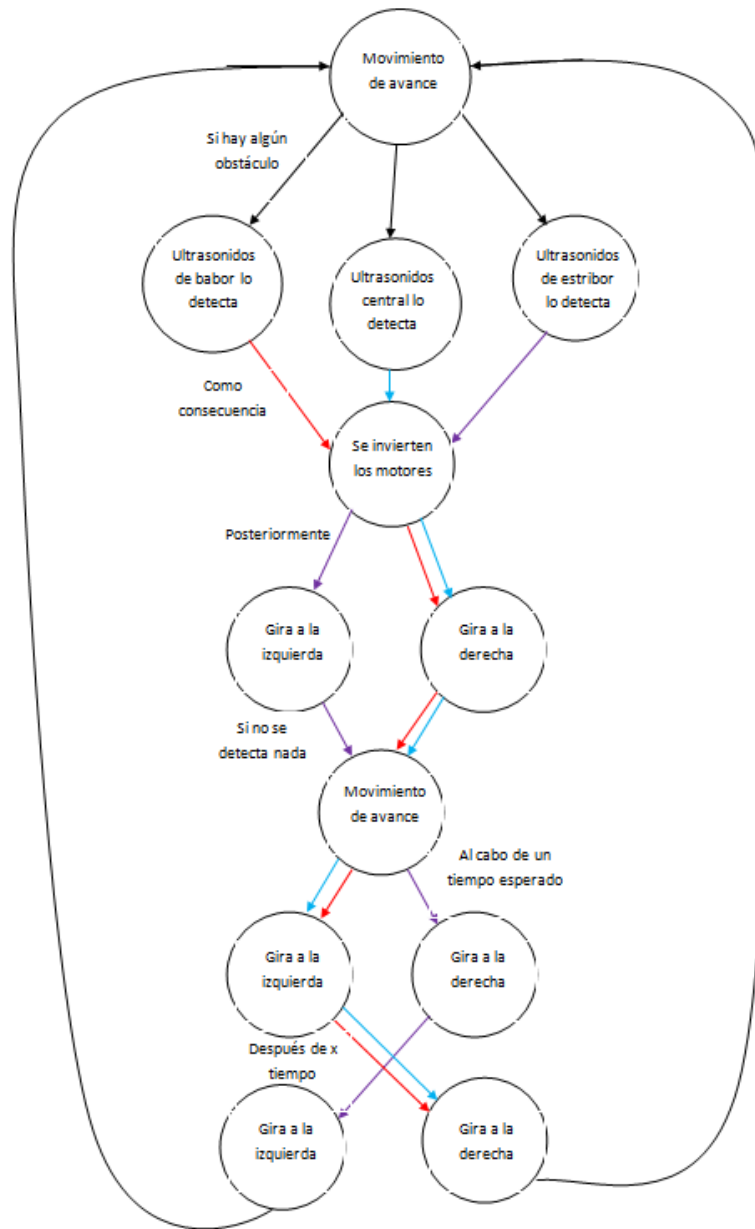 Movimiento
de avance
Si hay algún
obstáculo
Ultrasonidos
de babor lo
detecta
Ultrasonidos
central lo
detecta
Ultrasonidos
de estribor
lo detecta
Como
consecuencia
Se invierten
los motores
Posteriormente
Gira a la
izquierda
Gira a la
derecha
Si no se
detecta nada
Movimiento
de avance
Al cabo de un
tiempo esperado
Gira a la
izquierda
Gira a la
derecha
Después de x
tiempo
Gira a la
izquierda
Gira a la
derecha